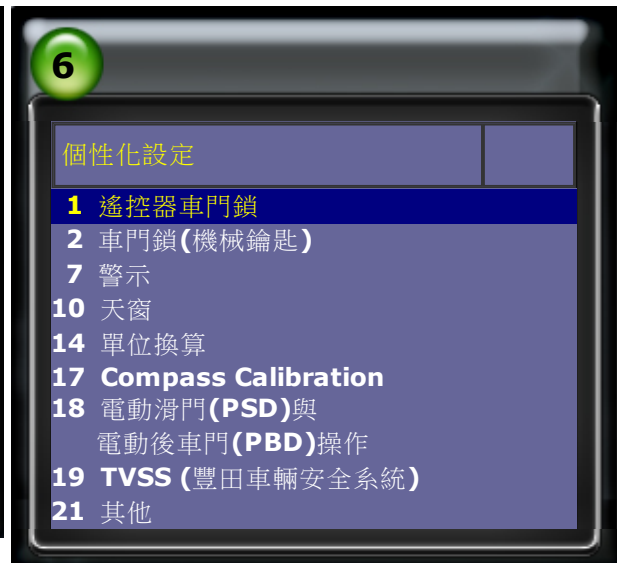 6
個性化設定
1 遙控器車門鎖
2 車門鎖(機械鑰匙)
7 警示
10 天窗
14 單位換算
17 Compass Calibration
18 電動滑門(PSD)與
電動後車門(PBD)操作
19 TVSS (豐田車輛安全系統)
21 其他